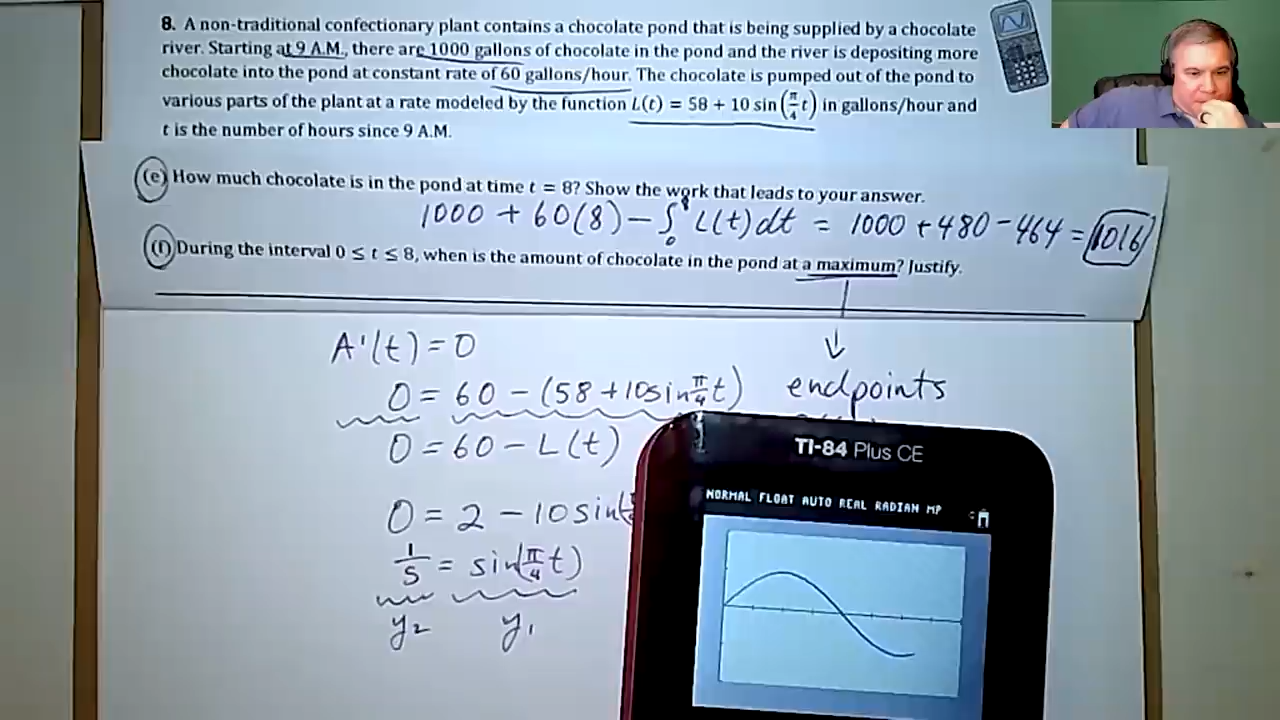 8. A non-traditional confectionary plant contains a chocolate pond that is being supplied by a chocolate
river. Starting at 9 A.M., there are 1000 gallons of chocolate in the pond and the river is depositing more
chocolate into the pond at constant rate of 60 gallons/hour. The chocolate is pumped out of the pond to
various parts of the plant at a rate modeled by the function L(t) = 58 + 10 sin(π/4 t) in gallons/hour and
t is the number of hours since 9 A.M.
(e) How much chocolate is in the pond at time t = 8? Show the work that leads to your answer.
1000 + 60(8) − ∫₀⁸ L(t)dt = 1000 + 480 − 464 = 1016
(f) During the interval 0 ≤ t ≤ 8, when is the amount of chocolate in the pond at a maximum? Justify.
A'(t) = 0
0 = 60 − (58 + 10 sin π/4 t)
endpoints
0 = 60 − L(t)
TI-84 Plus CE
NORMAL FLOAT AUTO REAL RADIAN MP
0 = 2 − 10 sin(
1/5 = sin(π/4 t)
y₂ y₁